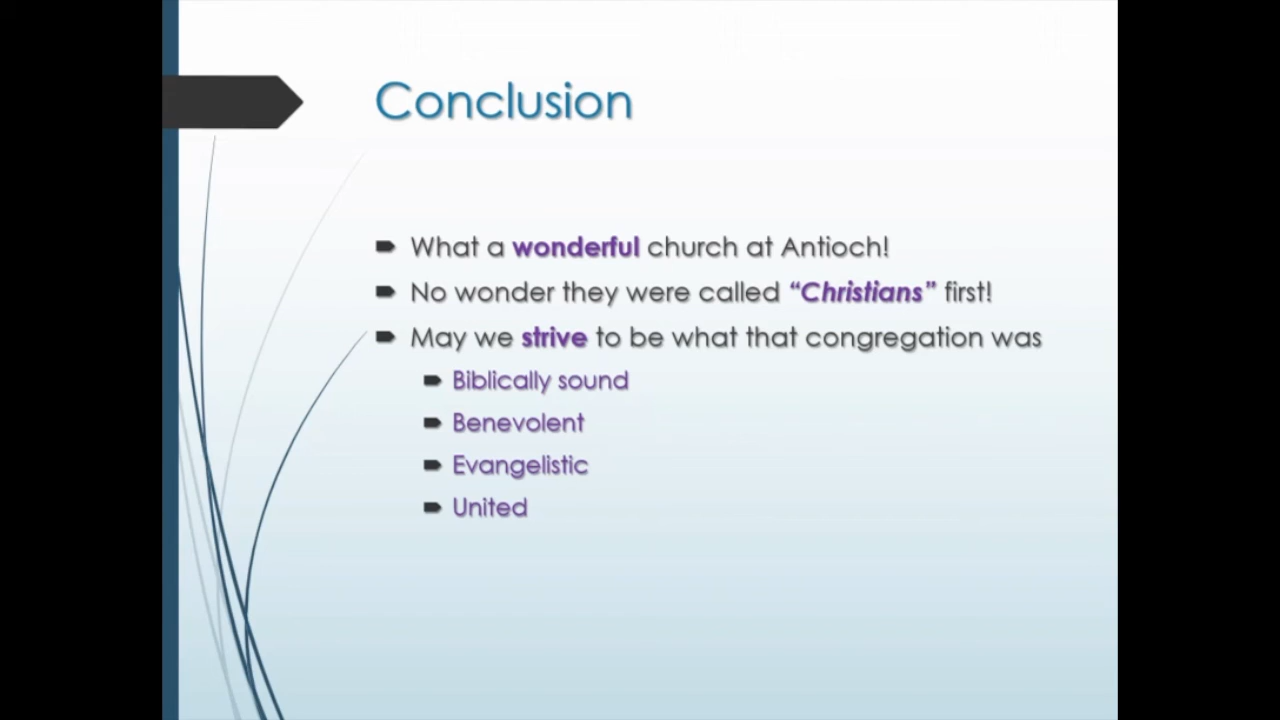 Conclusion
What a wonderful church at Antioch!
No wonder they were called “Christians” first!
May we strive to be what that congregation was
Biblically sound
Benevolent
Evangelistic
United